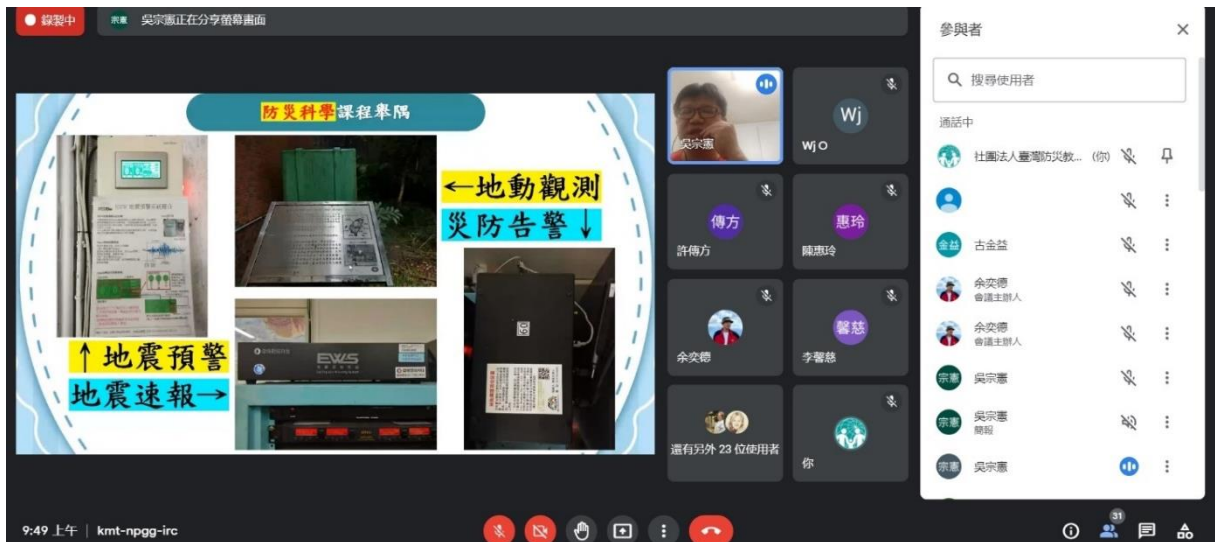 錄製中
宗憲 吳宗憲正在分享螢幕畫面
防災科學課程舉隅
←地動觀測
災防告警↓
↑地震預警
地震速報→
EWS
吳宗憲
Wj
Wj O
傳方
許傳方
惠玲
陳惠玲
余奕德
馨慈
李馨慈
還有另外 23 位使用者
你
參與者
搜尋使用者
通話中
社團法人臺灣防災教... (你)
金益 古金益
余奕德
會議主辦人
余奕德
會議主辦人
宗憲 吳宗憲
宗憲 吳宗憲
簡報
宗憲 吳宗憲
9:49 上午 | kmt-npgg-irc
31